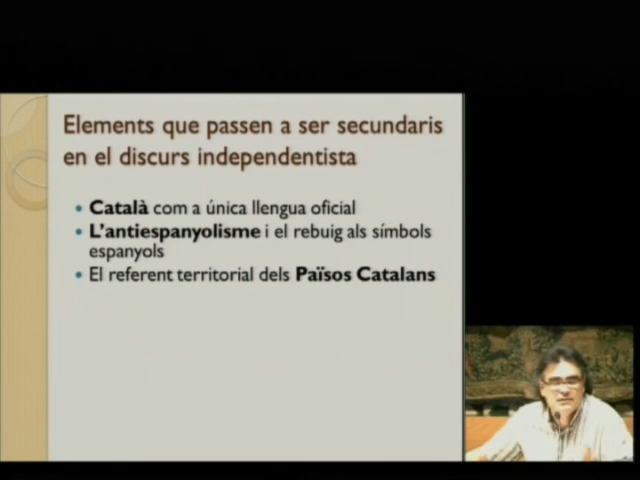 Elements que passen a ser secundaris
en el discurs independentista
Català com a única llengua oficial
L'antiespanyolisme i el rebuig als símbols
espanyols
El referent territorial dels Països Catalans